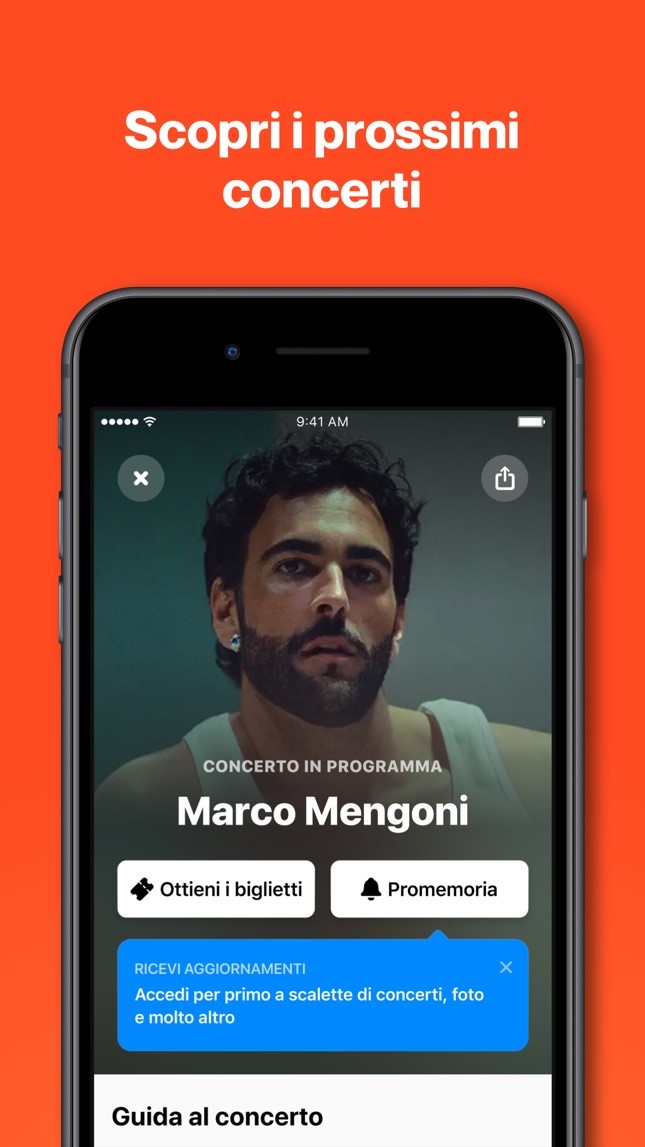 Scopri i prossimi
concerti
9:41 AM
CONCERTO IN PROGRAMMA
Marco Mengoni
Ottieni i biglietti
Promemoria
RICEVI AGGIORNAMENTI
Accedi per primo a scalette di concerti, foto
e molto altro
Guida al concerto